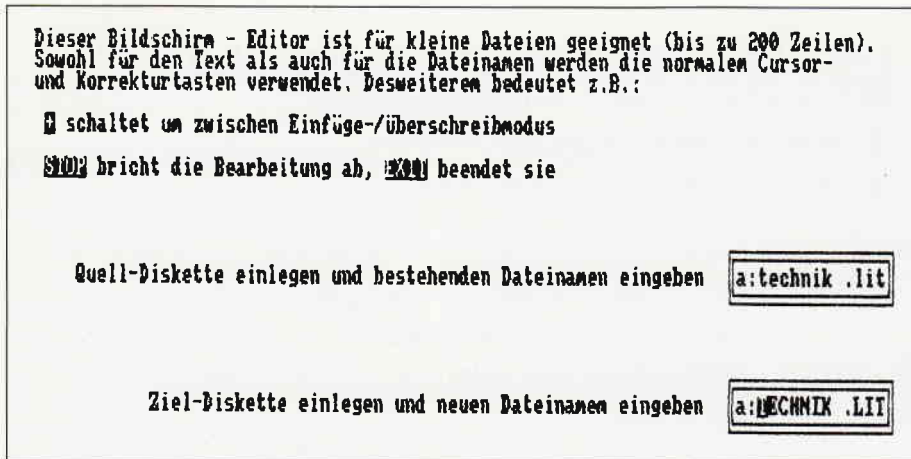 Dieser Bildschirm - Editor ist für kleine Dateien geeignet (bis zu 200 Zeilen).
Sowohl für den Text als auch für die Dateinamen werden die normalen Cursor-
und Korrekturtasten verwendet. Desweiteren bedeutet z.B.:
+ schaltet um zwischen Einfüge-/Überschreibmodus
STOP bricht die Bearbeitung ab, EXIT beendet sie
Quell-Diskette einlegen und bestehenden Dateinamen eingeben a:technik .lit
Ziel-Diskette einlegen und neuen Dateinamen eingeben a:TECHNIK .LIT